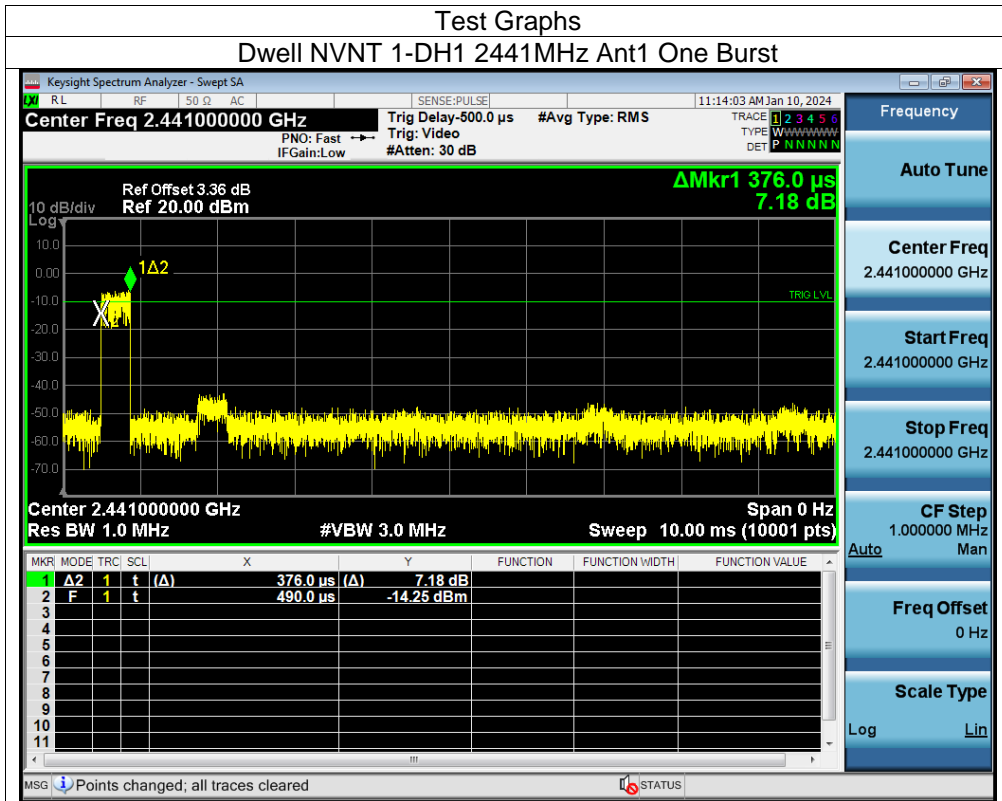 Test Graphs
Dwell NVNT 1-DH1 2441MHz Ant1 One Burst
Keysight Spectrum Analyzer - Swept SA
LXI RL RF 50 Ω AC SENSE:PULSE 11:14:03 AM Jan 10, 2024
Center Freq 2.441000000 GHz Trig Delay-500.0 µs #Avg Type: RMS TRACE 1 2 3 4 5 6
PNO: Fast Trig: Video TYPE WWWWWW
IFGain:Low #Atten: 30 dB DET P N N N N N
Ref Offset 3.36 dB ΔMkr1 376.0 µs
10 dB/div Ref 20.00 dBm 7.18 dB
Log
10.0
0.00
-10.0
-20.0
-30.0
-40.0
-50.0
-60.0
-70.0
1Δ2
X2
TRIG LVL
Center 2.441000000 GHz Span 0 Hz
Res BW 1.0 MHz #VBW 3.0 MHz Sweep 10.00 ms (10001 pts)
MKR MODE TRC SCL X Y FUNCTION FUNCTION WIDTH FUNCTION VALUE
1 Δ2 1 t (Δ) 376.0 µs (Δ) 7.18 dB
2 F 1 t 490.0 µs -14.25 dBm
3
4
5
6
7
8
9
10
11
MSG Points changed; all traces cleared STATUS
Frequency
Auto Tune
Center Freq
2.441000000 GHz
Start Freq
2.441000000 GHz
Stop Freq
2.441000000 GHz
CF Step
1.000000 MHz
Auto Man
Freq Offset
0 Hz
Scale Type
Log Lin